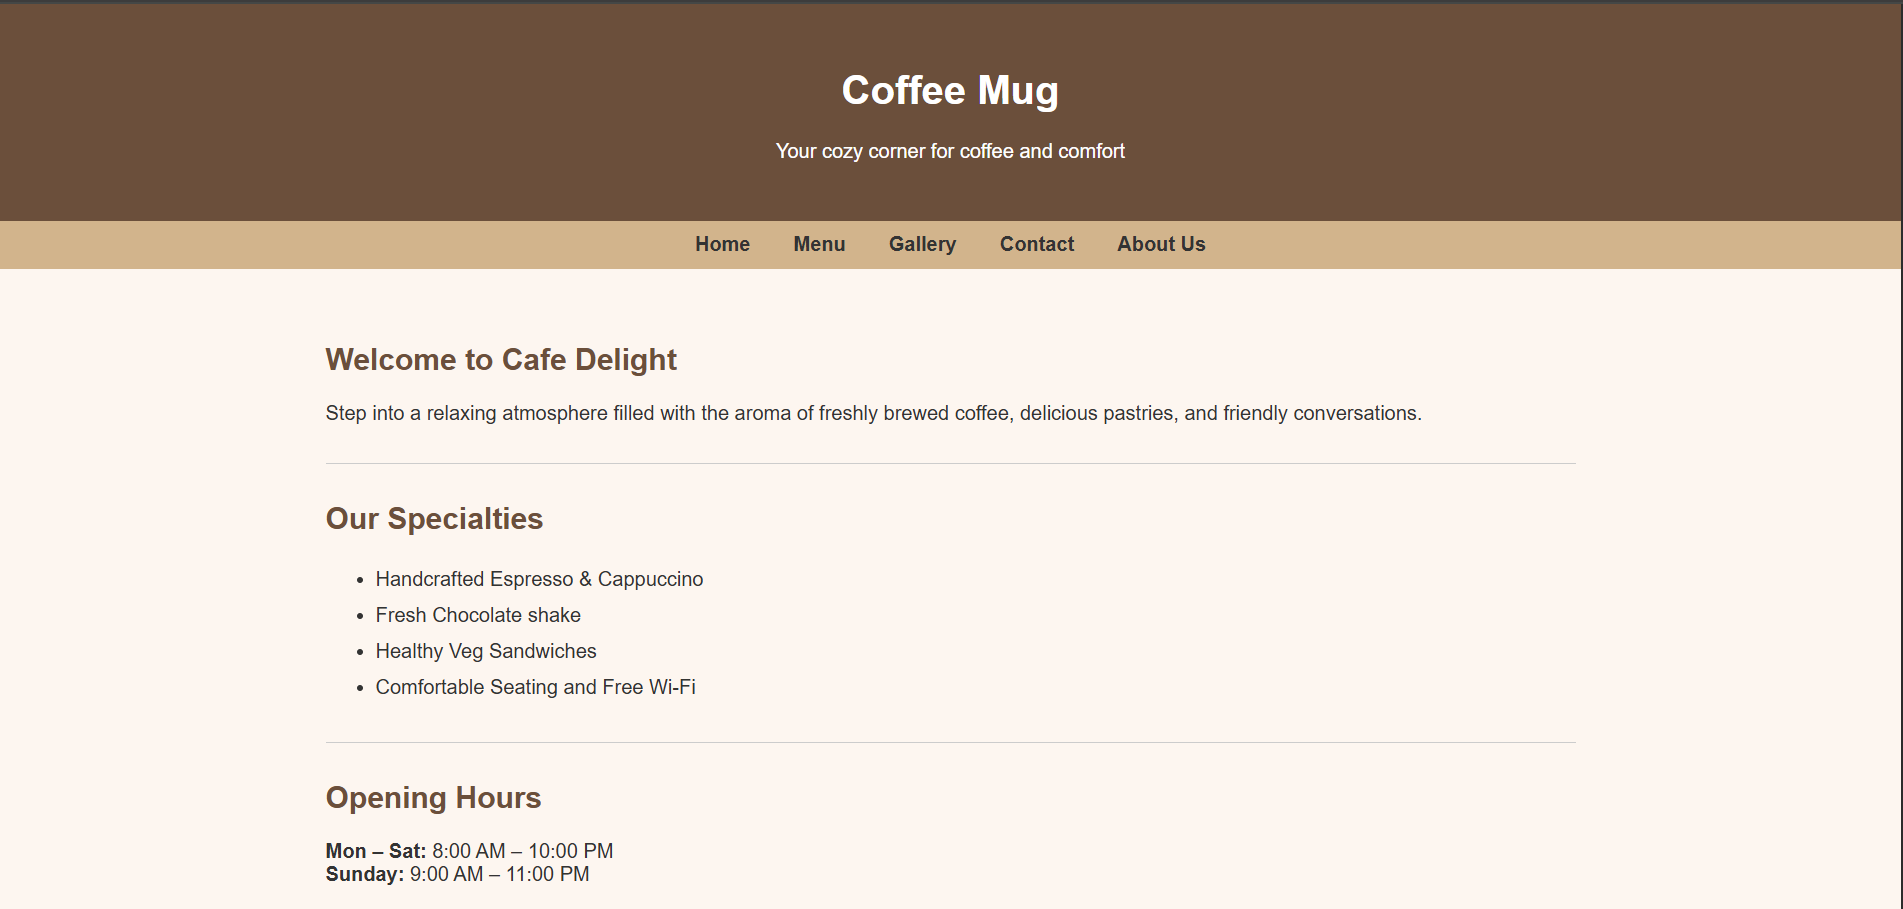 Coffee Mug
Your cozy corner for coffee and comfort
Home Menu Gallery Contact About Us
Welcome to Cafe Delight
Step into a relaxing atmosphere filled with the aroma of freshly brewed coffee, delicious pastries, and friendly conversations.
Our Specialties
• Handcrafted Espresso & Cappuccino
• Fresh Chocolate shake
• Healthy Veg Sandwiches
• Comfortable Seating and Free Wi-Fi
Opening Hours
Mon – Sat: 8:00 AM – 10:00 PM
Sunday: 9:00 AM – 11:00 PM